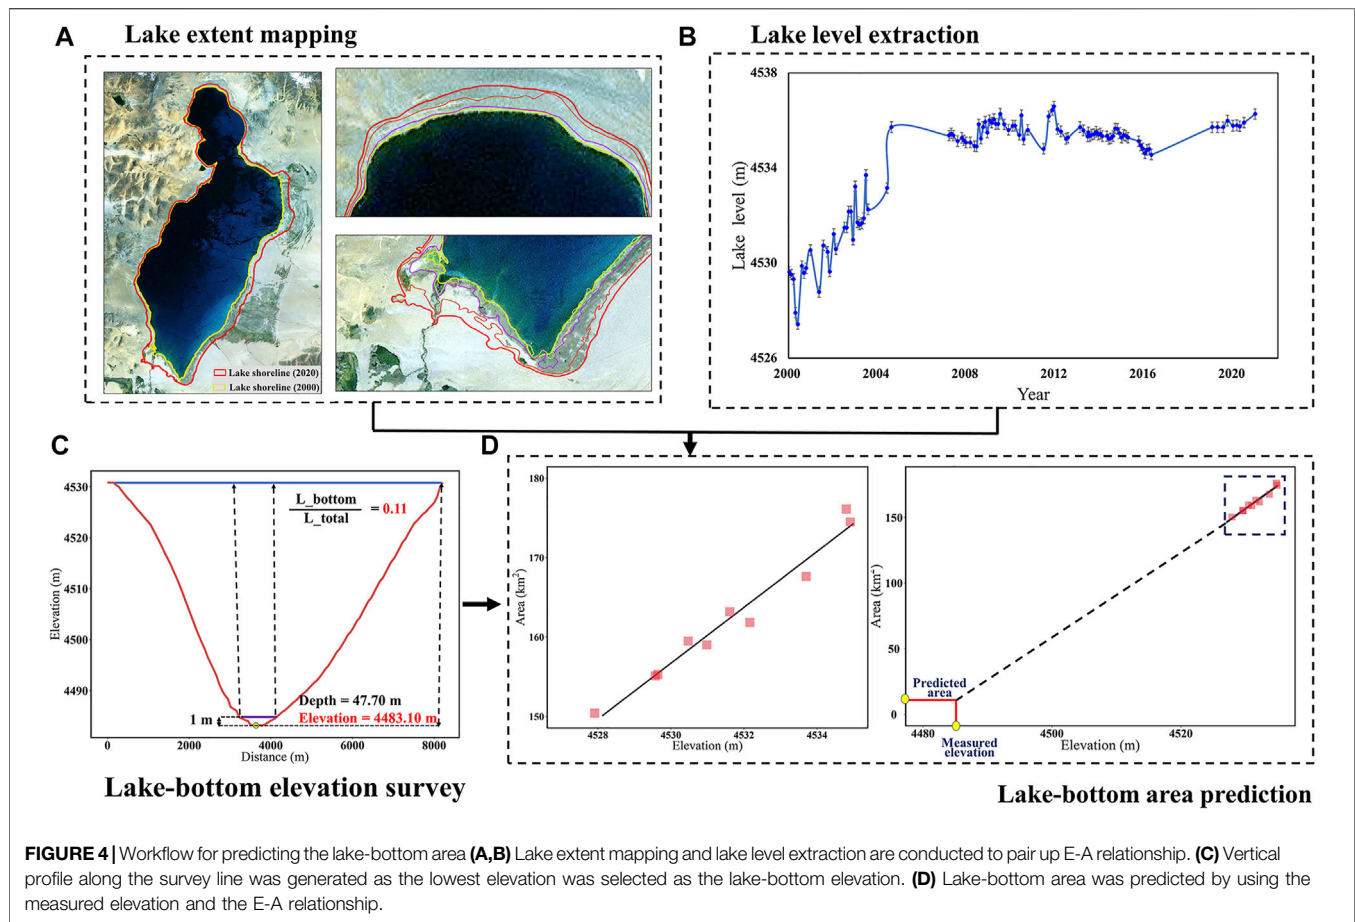 A
Lake extent mapping
Lake shoreline (2020)
Lake shoreline (2000)
B
Lake level extraction
4538
4534
4530
4526
Lake level (m)
2000 2004 2008 2012 2016 2020
Year
C
4530
4520
4510
4500
4490
Elevation (m)
L_bottom
L_total
= 0.11
Depth = 47.70 m
Elevation = 4483.10 m
1 m
0 2000 4000 6000 8000
Distance (m)
Lake-bottom elevation survey
D
180
170
160
150
Area (km²)
4528 4530 4532 4534
Elevation (m)
150
100
50
0
Area (km²)
Predicted
area
Measured
elevation
4480 4500 4520
Elevation (m)
Lake-bottom area prediction
FIGURE 4 | Workflow for predicting the lake-bottom area (A,B) Lake extent mapping and lake level extraction are conducted to pair up E-A relationship. (C) Vertical
profile along the survey line was generated as the lowest elevation was selected as the lake-bottom elevation. (D) Lake-bottom area was predicted by using the
measured elevation and the E-A relationship.